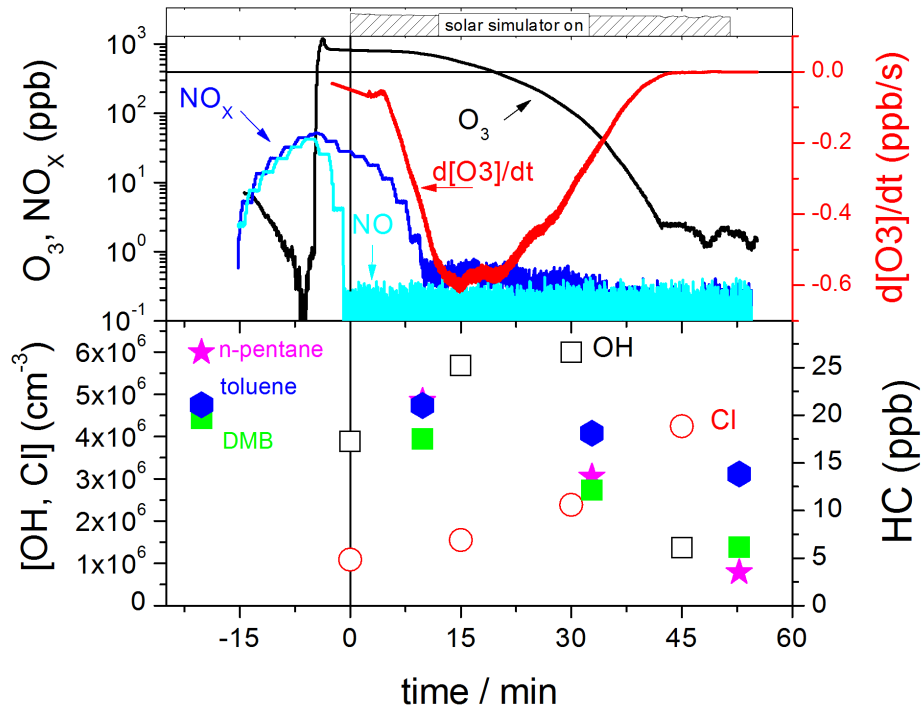 solar simulator on
10³
10²
10¹
10⁰
10⁻¹
O₃, NOₓ (ppb)
NOₓ
NO
O₃
d[O3]/dt
0.0
-0.2
-0.4
-0.6
d[O3]/dt (ppb/s)
6x10⁶
5x10⁶
4x10⁶
3x10⁶
2x10⁶
1x10⁶
0
[OH, Cl] (cm⁻³)
n-pentane
toluene
DMB
OH
Cl
25
20
15
10
5
0
HC (ppb)
-15 0 15 30 45 60
time / min